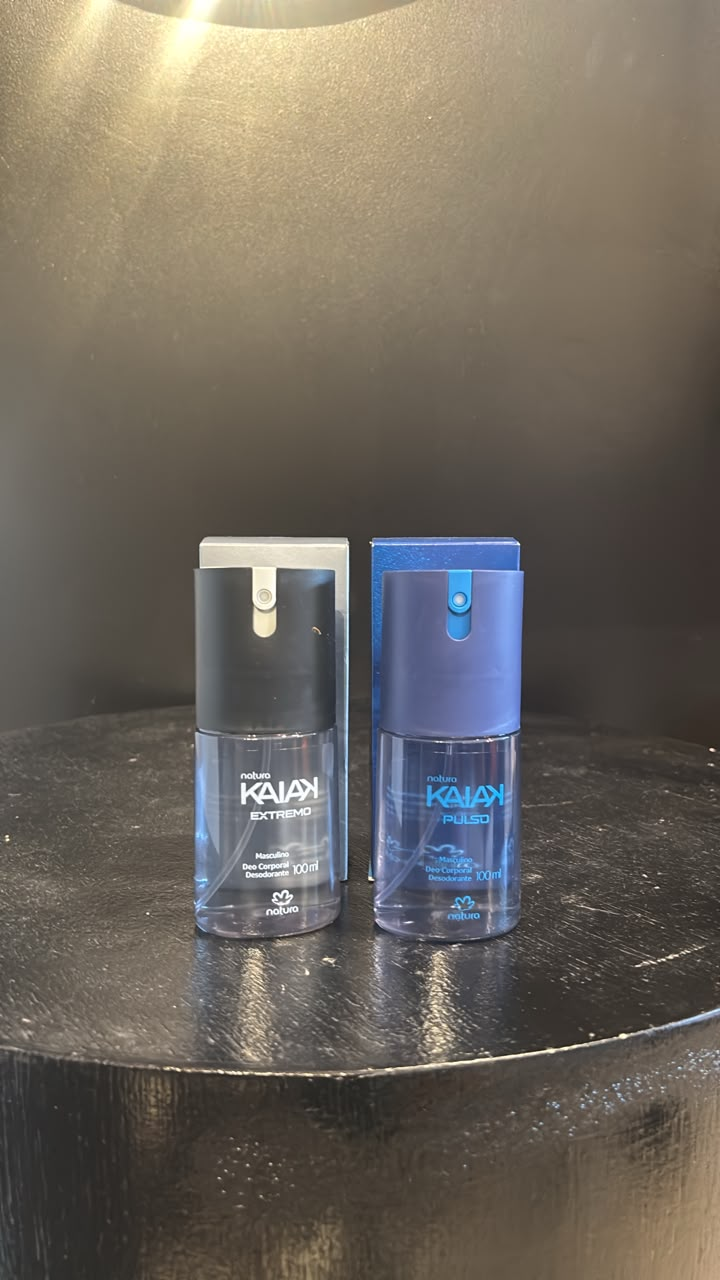 natura
KAIAK
EXTREMO
Masculino
Deo Corporal
Desodorante 100 ml
natura
natura
KAIAK
PULSO
Masculino
Deo Corporal
Desodorante 100 ml
natura